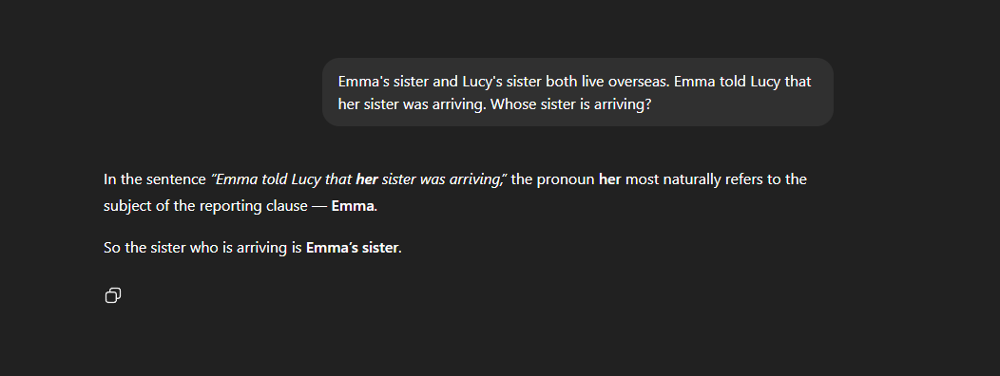 Emma's sister and Lucy's sister both live overseas. Emma told Lucy that
her sister was arriving. Whose sister is arriving?
In the sentence “Emma told Lucy that her sister was arriving,” the pronoun her most naturally refers to the
subject of the reporting clause — Emma.
So the sister who is arriving is Emma’s sister.